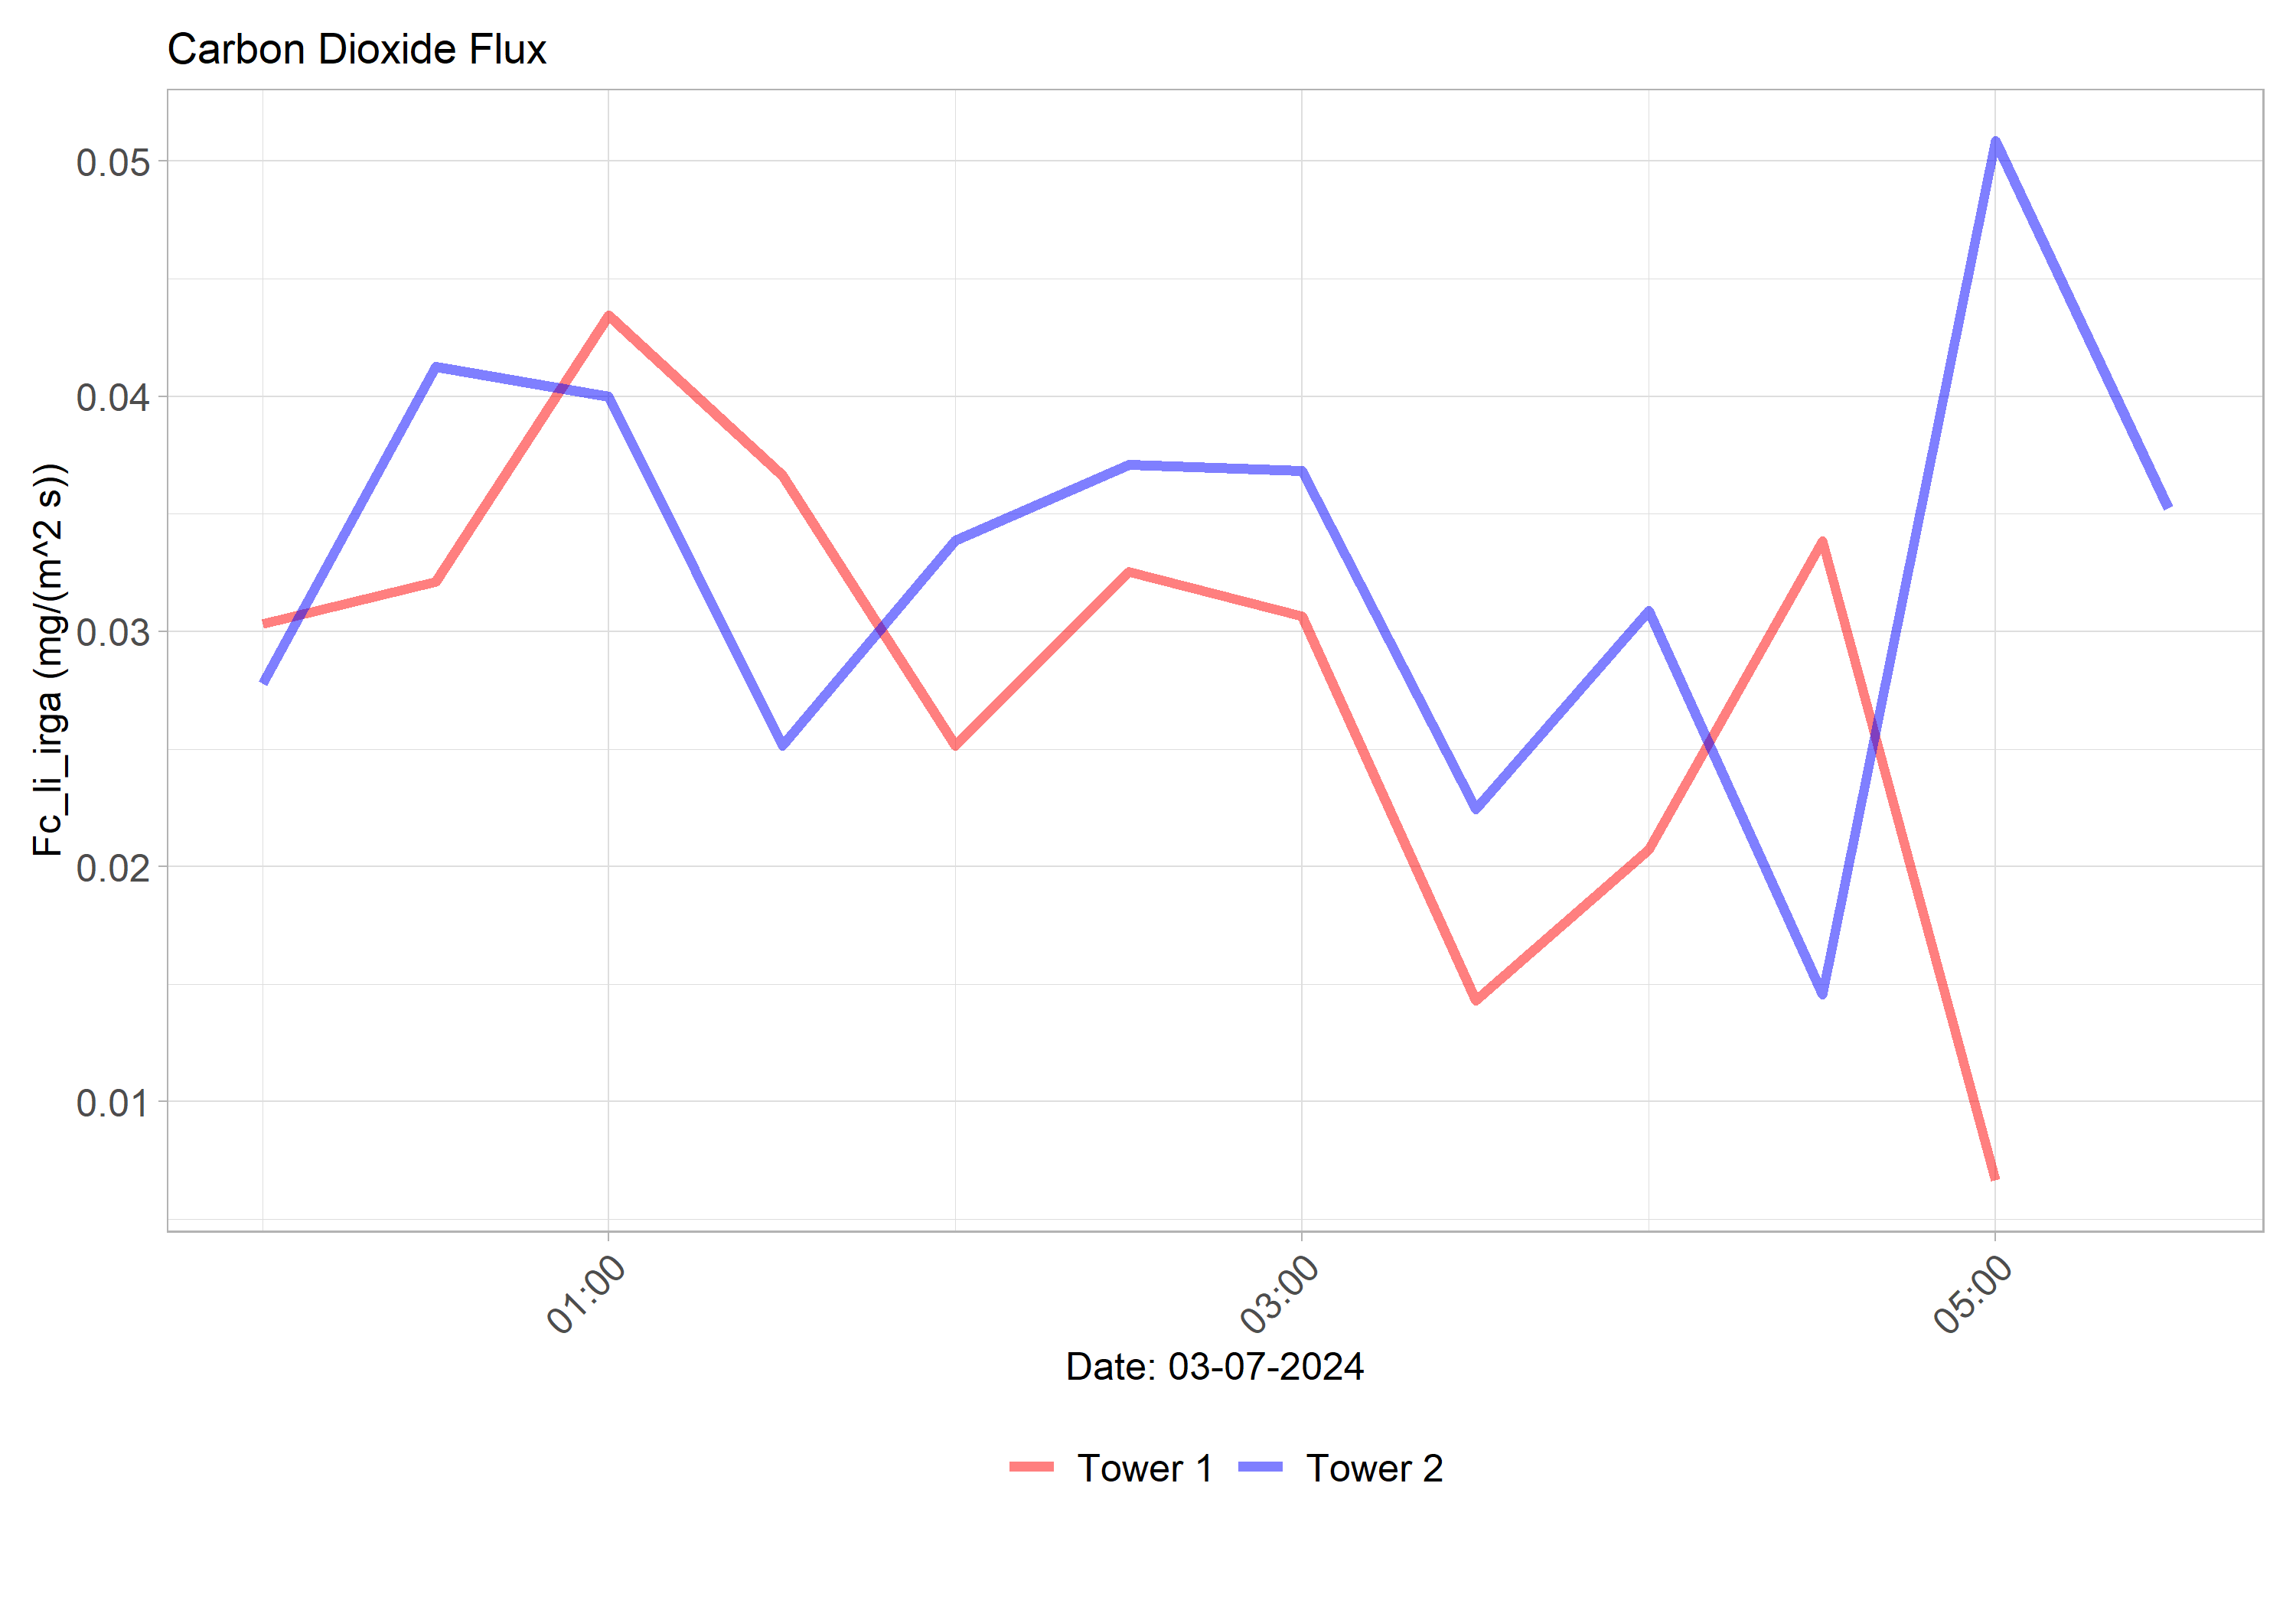 Carbon Dioxide Flux
Fc_li_irga (mg/(m^2 s))
0.05
0.04
0.03
0.02
0.01
01:00
03:00
05:00
Date: 03-07-2024
Tower 1
Tower 2